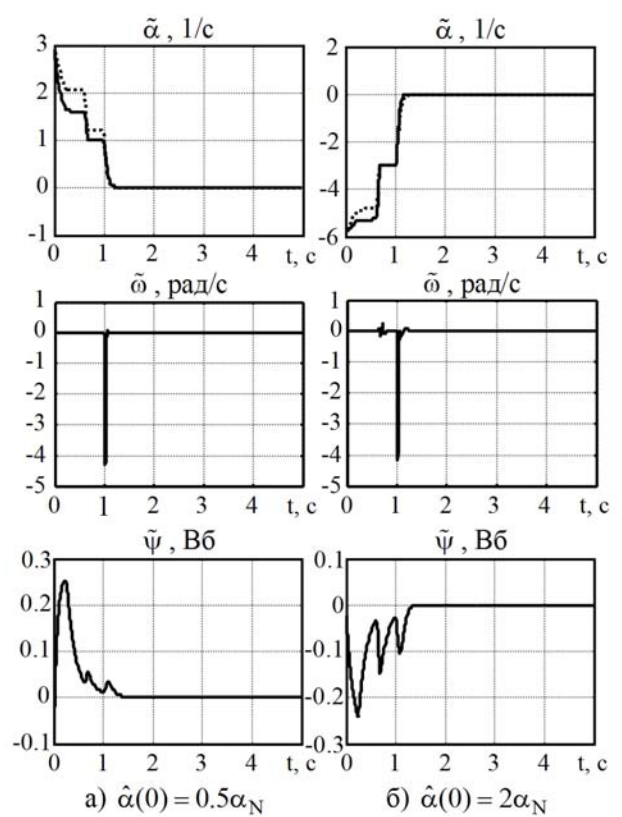 α̃ , 1/с
3
2
1
0
-1
0 1 2 3 4 t, с
α̃ , 1/с
2
0
-2
-4
-6
0 1 2 3 4 t, с
ω̃ , рад/с
1
0
-1
-2
-3
-4
-5
0 1 2 3 4 t, с
ω̃ , рад/с
1
0
-1
-2
-3
-4
-5
0 1 2 3 4 t, с
ψ̃ , Вб
0.3
0.2
0.1
0
-0.1
0 1 2 3 4 t, с
ψ̃ , Вб
0.1
0
-0.1
-0.2
-0.3
0 1 2 3 4 t, с
а) α̂(0) = 0.5α_N
б) α̂(0) = 2α_N